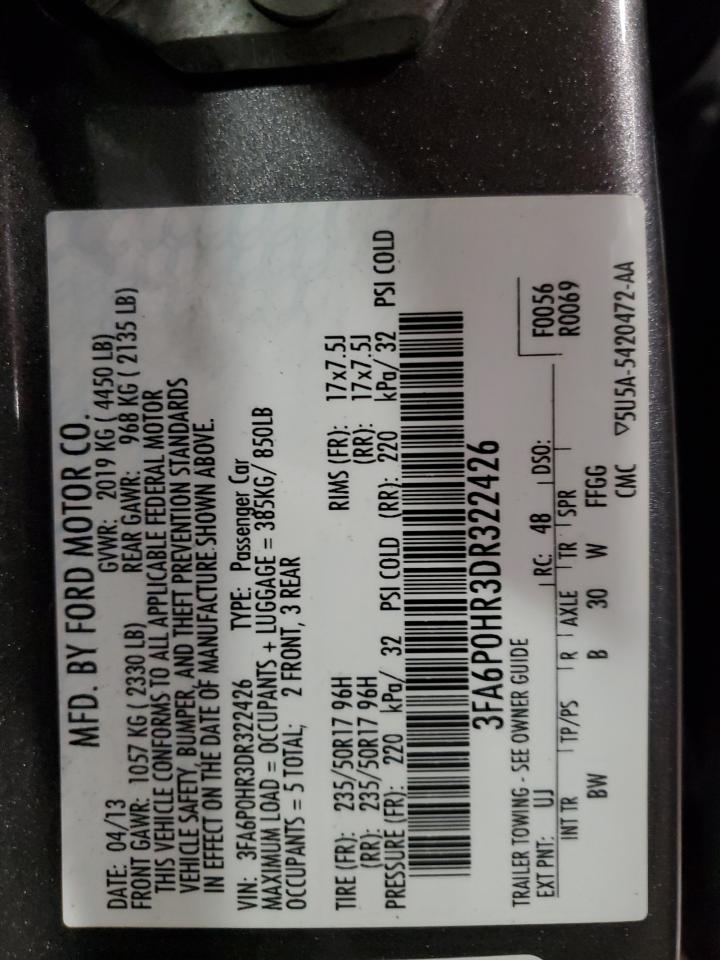 MFD. BY FORD MOTOR CO.
DATE: 04/13 GVWR: 2019 KG ( 4450 LB)
FRONT GAWR: 1057 KG ( 2330 LB) REAR GAWR: 968 KG ( 2135 LB)
THIS VEHICLE CONFORMS TO ALL APPLICABLE FEDERAL MOTOR
VEHICLE SAFETY, BUMPER, AND THEFT PREVENTION STANDARDS
IN EFFECT ON THE DATE OF MANUFACTURE SHOWN ABOVE.
VIN: 3FA6P0HR3DR322426 TYPE: Passenger Car
MAXIMUM LOAD = OCCUPANTS + LUGGAGE = 385KG/ 850LB
OCCUPANTS = 5 TOTAL; 2 FRONT, 3 REAR
TIRE (FR): 235/50R17 96H RIMS (FR): 17x7.5J
(RR): 235/50R17 96H (RR): 17x7.5J
PRESSURE (FR): 220 kPa/ 32 PSI COLD (RR): 220 kPa/ 32 PSI COLD
3FA6P0HR3DR322426
TRAILER TOWING - SEE OWNER GUIDE F0056
R0069
EXT PNT: UJ RC: 48 DSO:
INT TR TP/PS R AXLE TR SPR
BW B 30 W FFGG
CMC ▽5U5A-5420472-AA